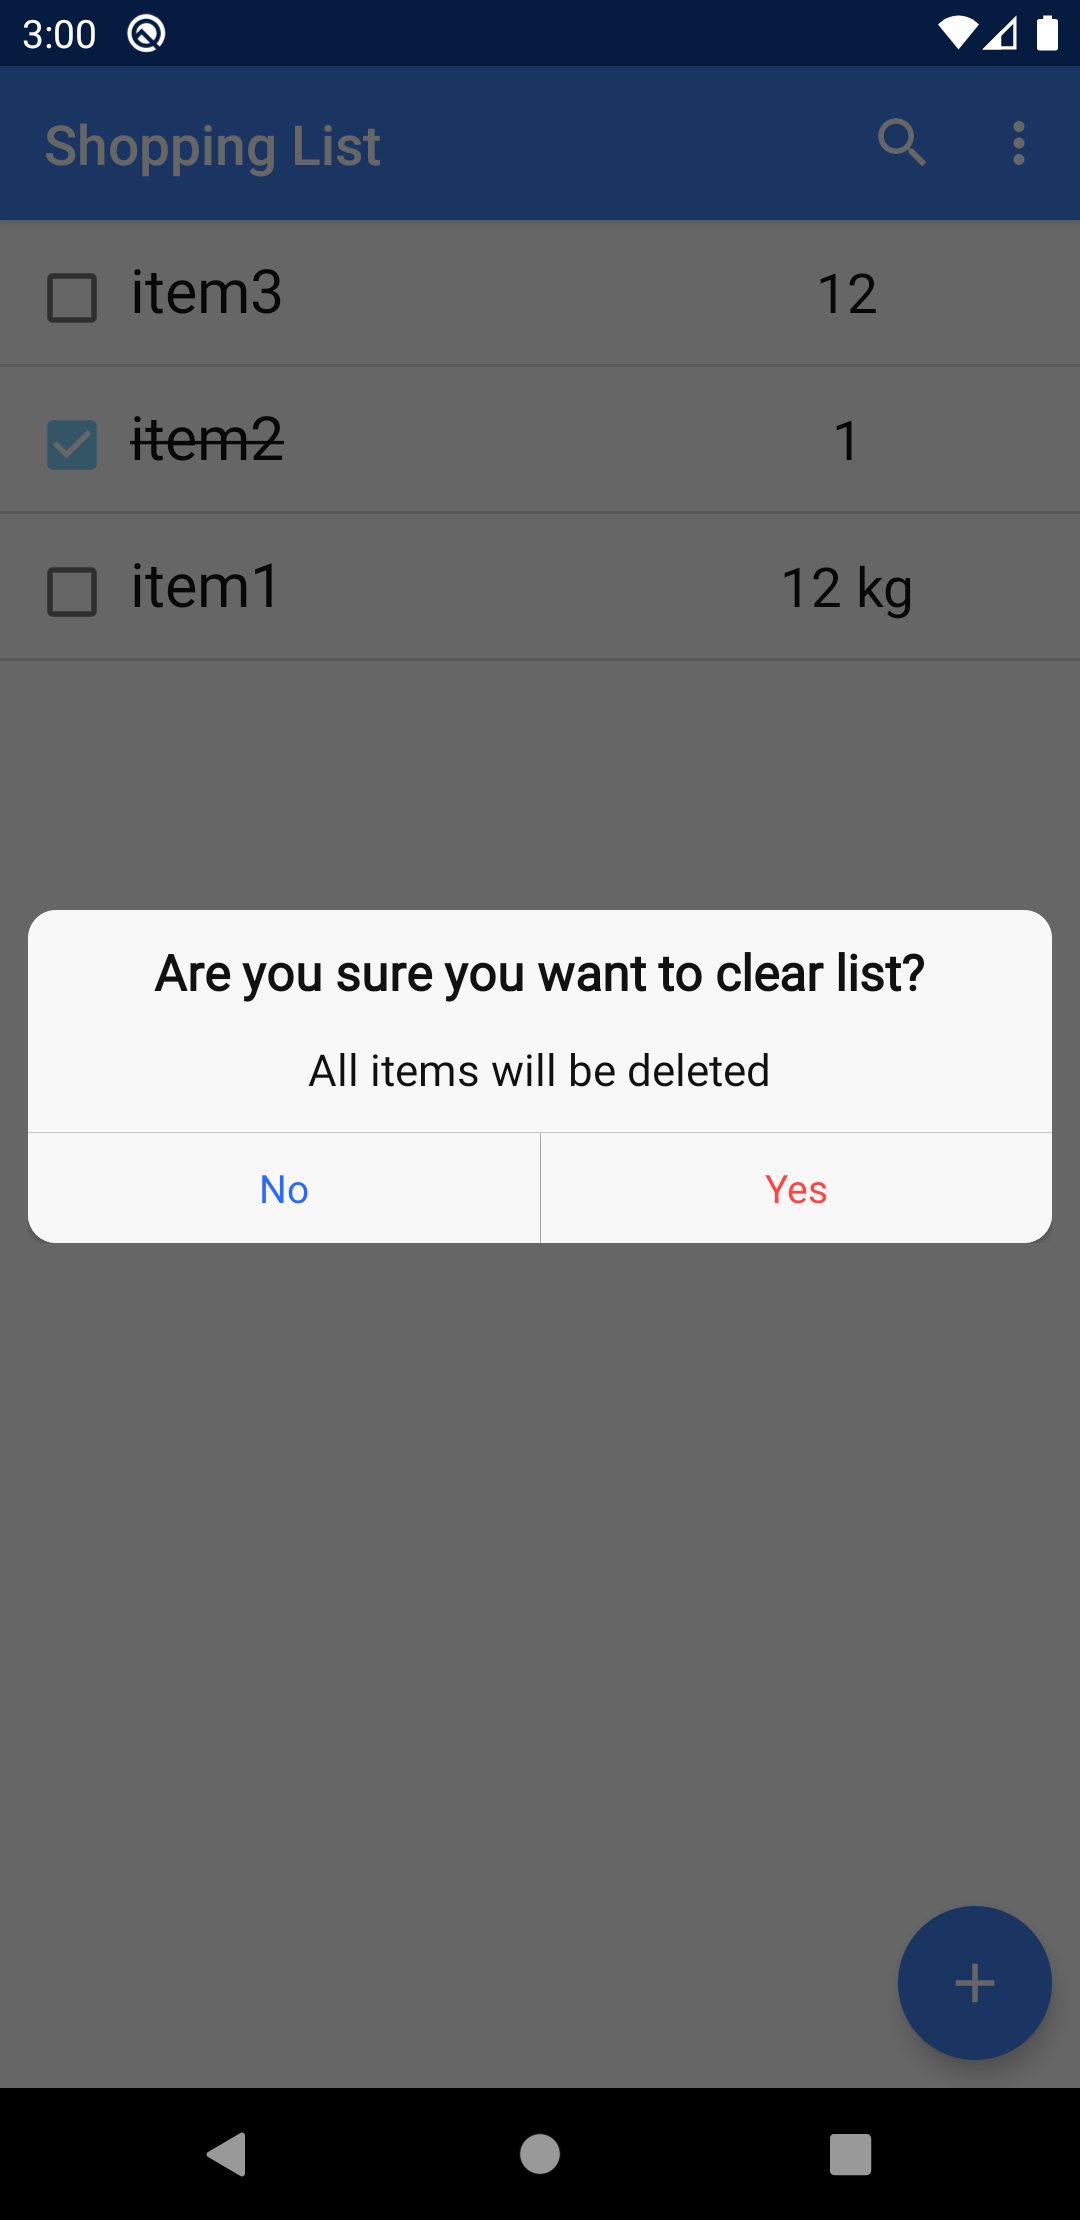 3:00
Shopping List
item3 12
item2 1
item1 12 kg
Are you sure you want to clear list?
All items will be deleted
No Yes